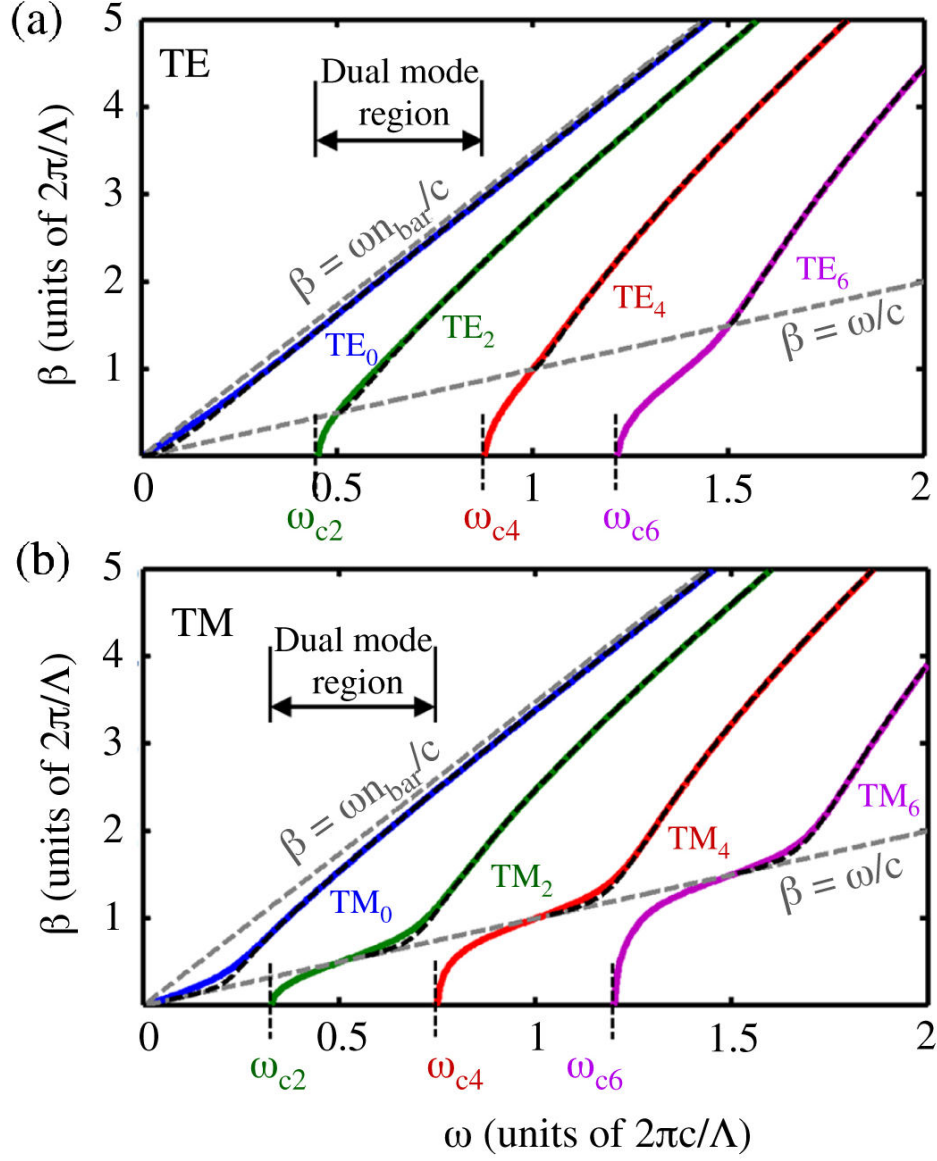 (a)
TE
Dual mode
region
β = ωn_bar/c
TE_0
TE_2
TE_4
TE_6
β = ω/c
β (units of 2π/Λ)
5
4
3
2
1
0
0.5
1
1.5
2
ω_c2
ω_c4
ω_c6
(b)
TM
Dual mode
region
β = ωn_bar/c
TM_0
TM_2
TM_4
TM_6
β = ω/c
β (units of 2π/Λ)
5
4
3
2
1
0
0.5
1
1.5
2
ω_c2
ω_c4
ω_c6
ω (units of 2πc/Λ)